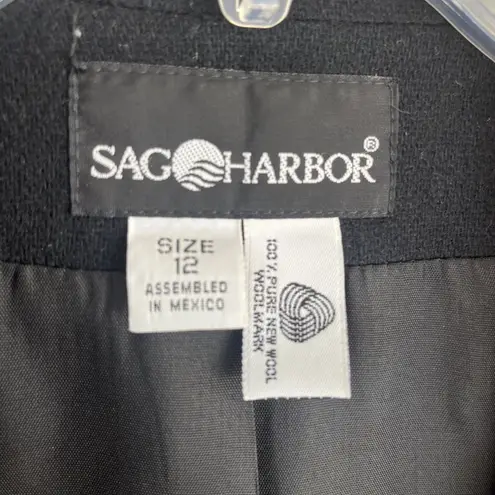 SAG HARBOR®
SIZE
12
ASSEMBLED
IN MEXICO
100% PURE NEW WOOL
WOOLMARK